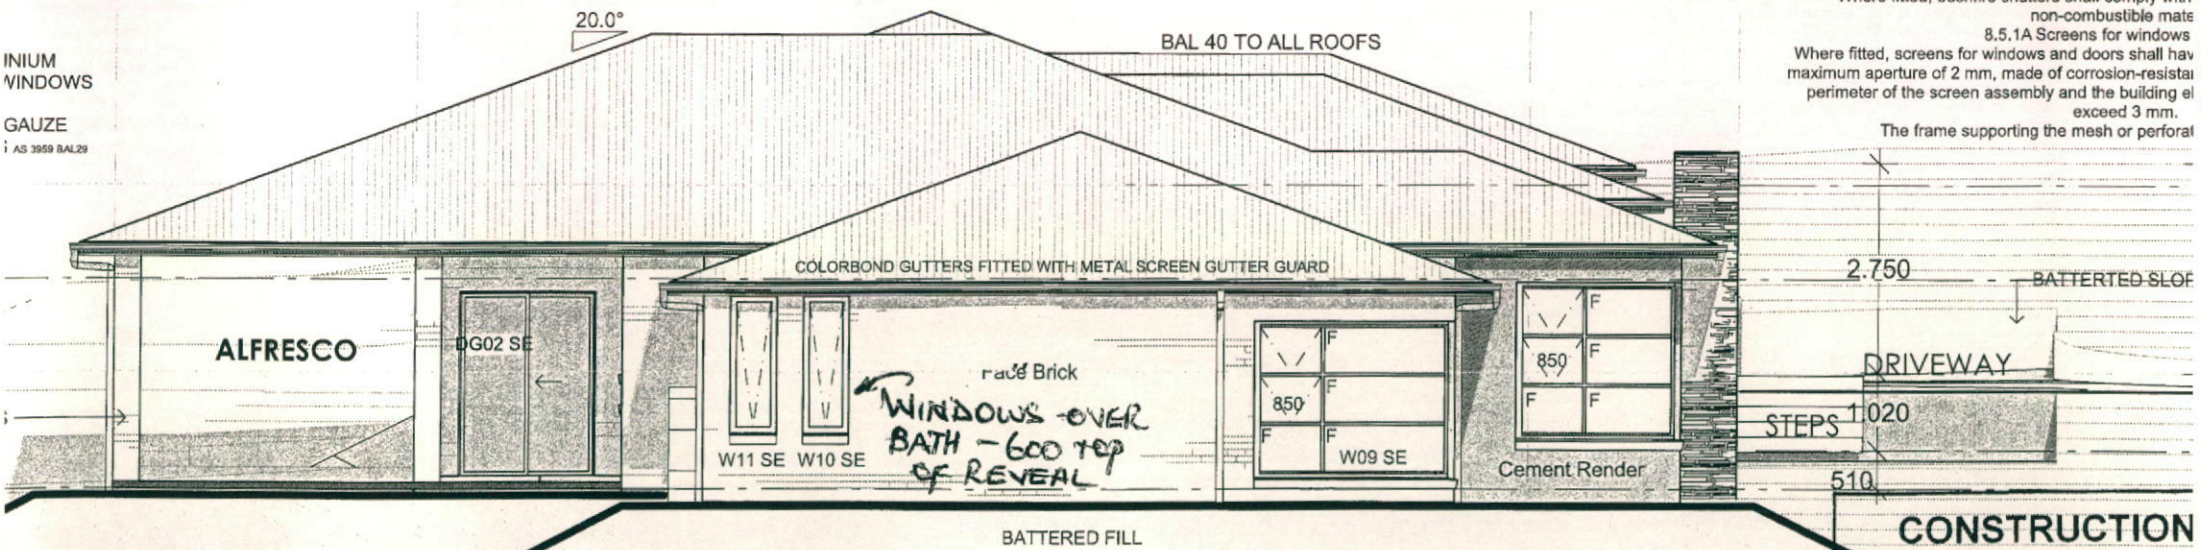 20.0°
BAL 40 TO ALL ROOFS
non-combustible mate
8.5.1A Screens for windows
Where fitted, screens for windows and doors shall hav
maximum aperture of 2 mm, made of corrosion-resista
perimeter of the screen assembly and the building el
exceed 3 mm.
The frame supporting the mesh or perforat
INIUM
WINDOWS
GAUZE
AS 3959 BAL29
COLORBOND GUTTERS FITTED WITH METAL SCREEN GUTTER GUARD
2.750
BATTERTED SLOP
ALFRESCO
DG02 SE
Face Brick
WINDOWS OVER
BATH - 600 TOP
OF REVEAL
W11 SE
W10 SE
F
850
F
F
F
W09 SE
F
850
F
F
F
Cement Render
DRIVEWAY
STEPS
1.020
510
BATTERED FILL
CONSTRUCTION